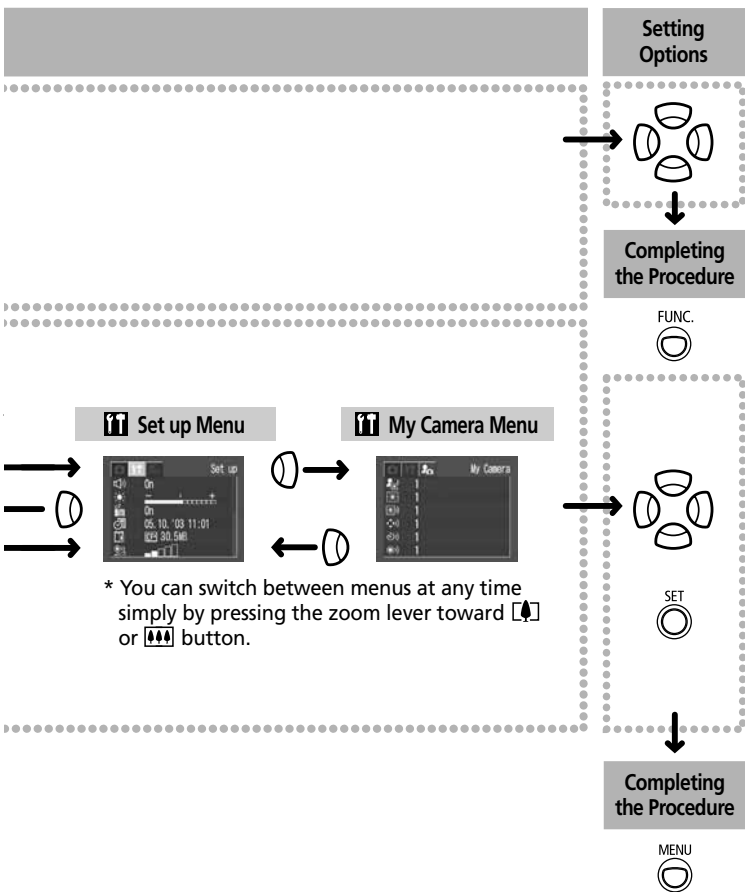 Setting
Options
Completing
the Procedure
FUNC.
Set up Menu
My Camera Menu
Set up
On
On
05.10.'03 11:01
30.5MB
My Camera
1
1
1
1
1
1
* You can switch between menus at any time
simply by pressing the zoom lever toward
or button.
SET
Completing
the Procedure
MENU